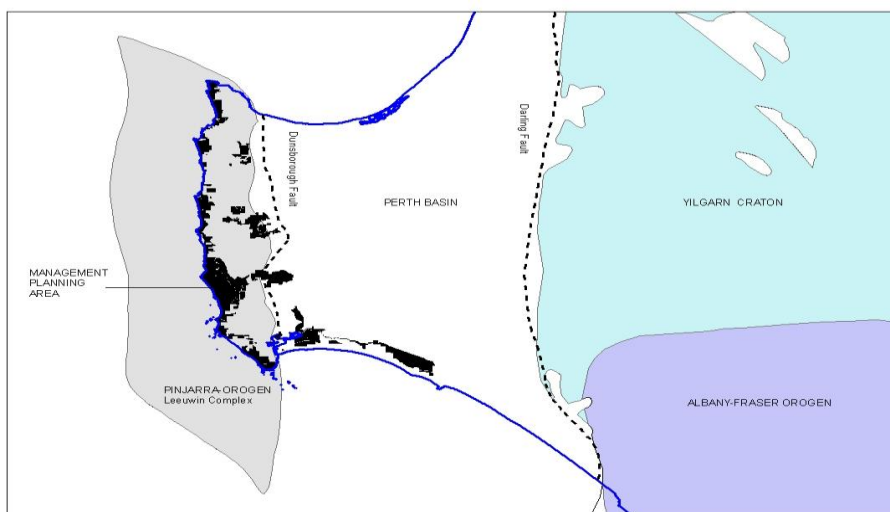 Dunsborough Fault
Darling Fault
PERTH BASIN
YILGARN CRATON
MANAGEMENT
PLANNING
AREA
PINJARRA-OROGEN
Leeuwin Complex
ALBANY-FRASER OROGEN